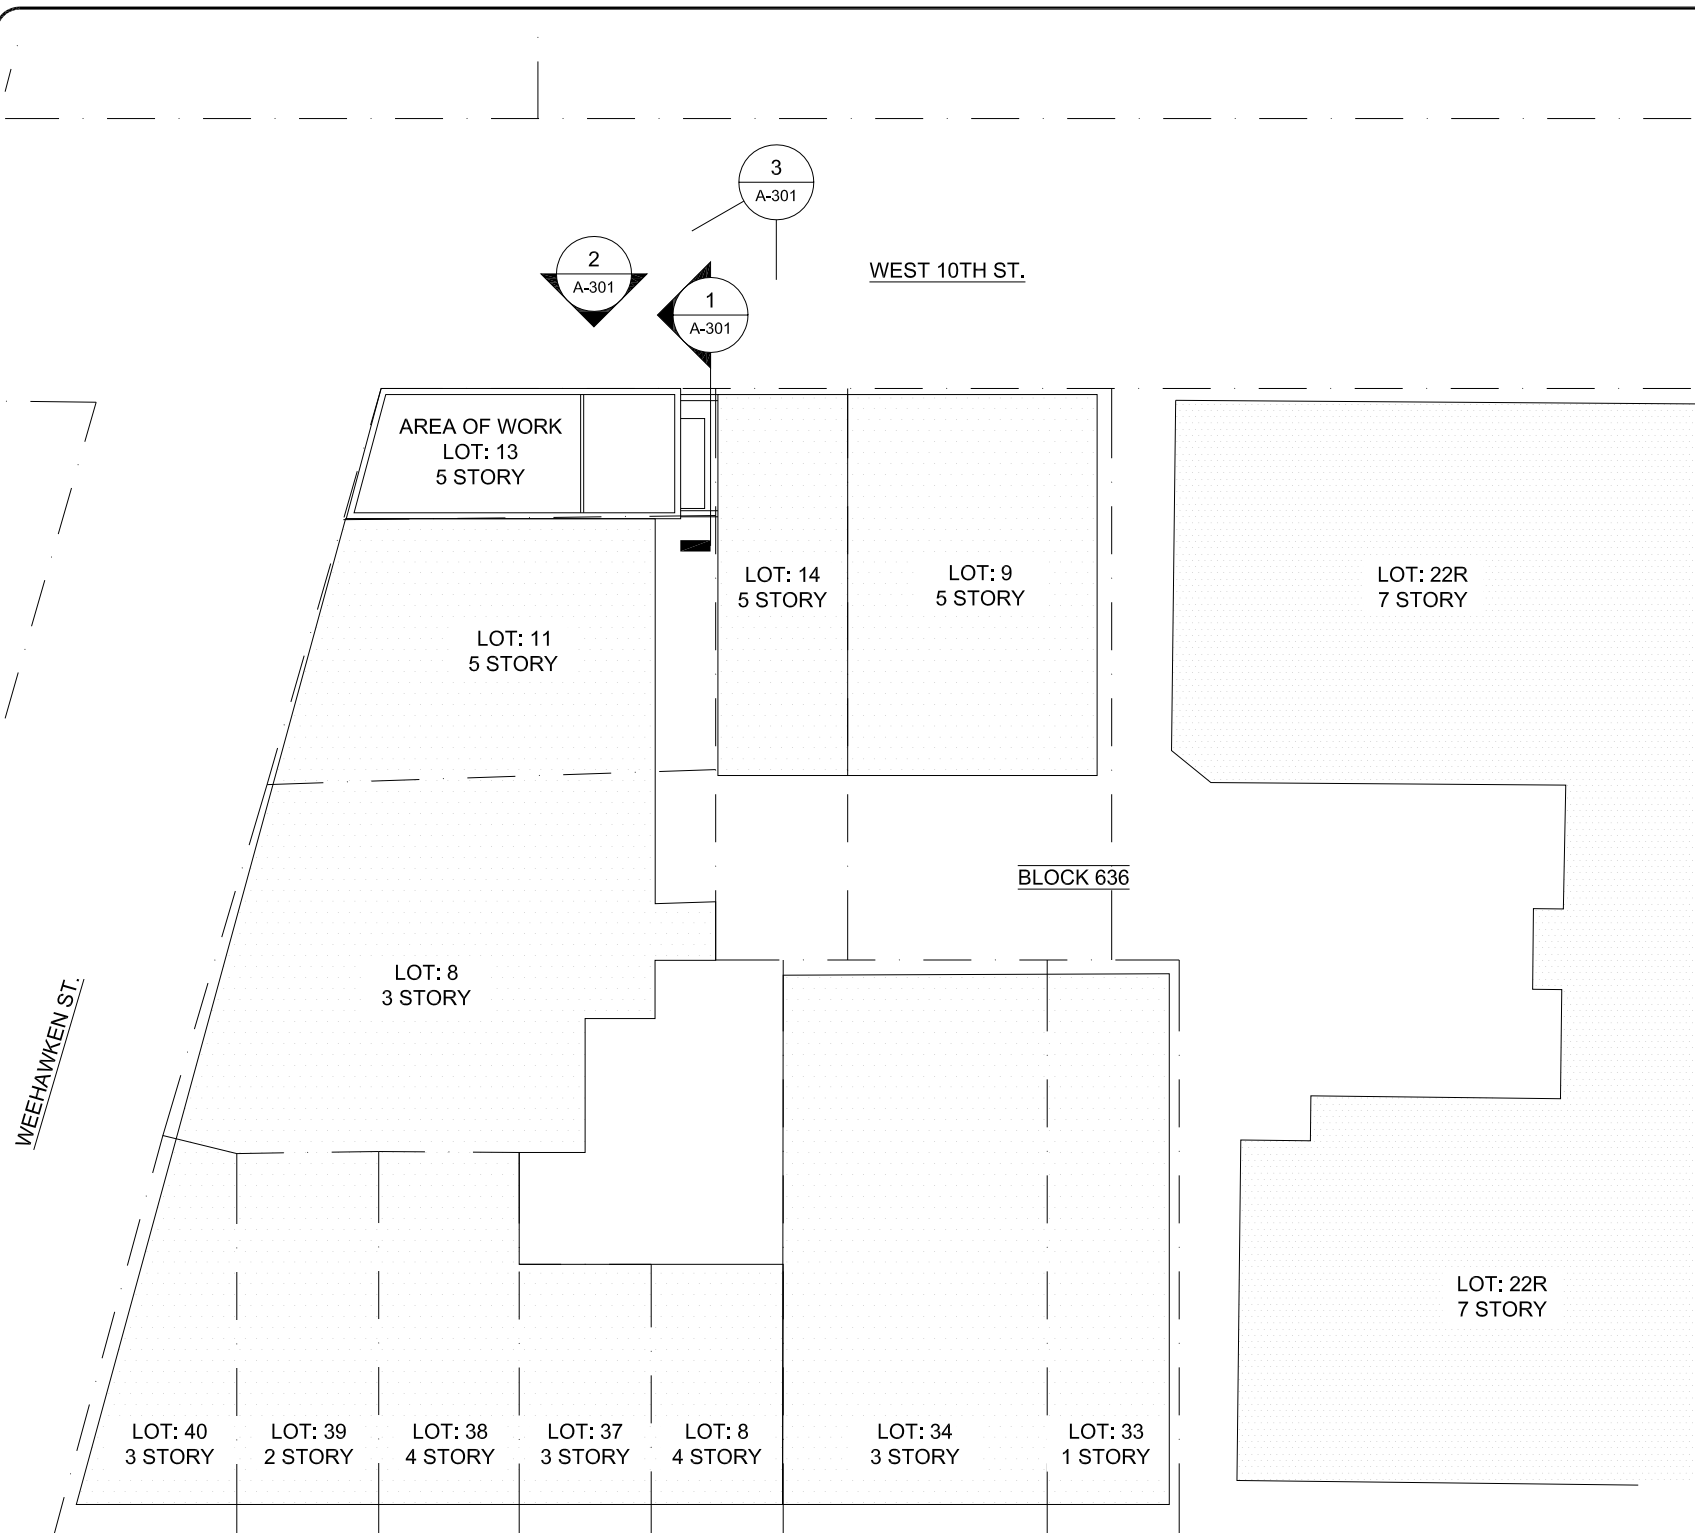 3
A-301
2
A-301
WEST 10TH ST.
1
A-301
AREA OF WORK
LOT: 13
5 STORY
LOT: 14
5 STORY
LOT: 9
5 STORY
LOT: 22R
7 STORY
LOT: 11
5 STORY
BLOCK 636
LOT: 8
3 STORY
WEEHAWKEN ST.
LOT: 22R
7 STORY
LOT: 40
3 STORY
LOT: 39
2 STORY
LOT: 38
4 STORY
LOT: 37
3 STORY
LOT: 8
4 STORY
LOT: 34
3 STORY
LOT: 33
1 STORY